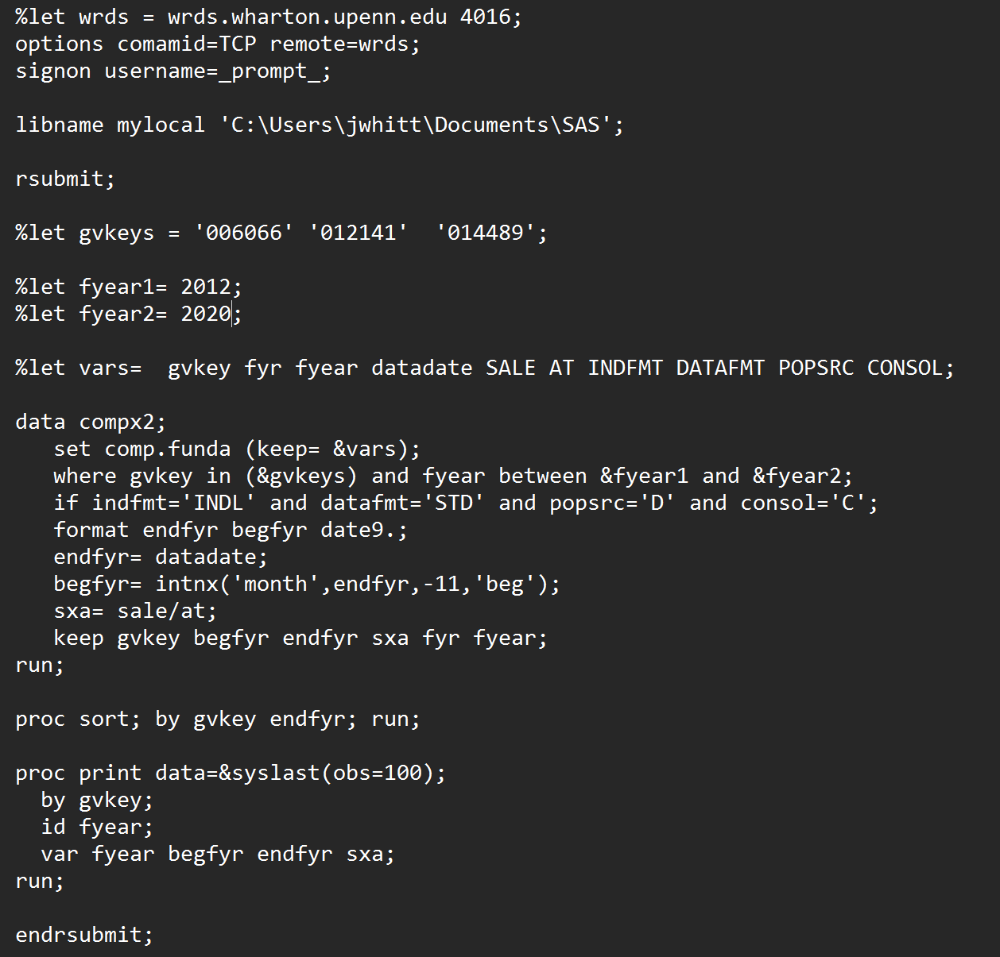 %let wrds = wrds.wharton.upenn.edu 4016;
options comamid=TCP remote=wrds;
signon username=_prompt_;

libname mylocal 'C:\Users\jwhitt\Documents\SAS';

rsubmit;

%let gvkeys = '006066' '012141'  '014489';

%let fyear1= 2012;
%let fyear2= 2020;

%let vars=  gvkey fyr fyear datadate SALE AT INDFMT DATAFMT POPSRC CONSOL;

data compx2;
   set comp.funda (keep= &vars);
   where gvkey in (&gvkeys) and fyear between &fyear1 and &fyear2;
   if indfmt='INDL' and datafmt='STD' and popsrc='D' and consol='C';
   format endfyr begfyr date9.;
   endfyr= datadate;
   begfyr= intnx('month',endfyr,-11,'beg');
   sxa= sale/at;
   keep gvkey begfyr endfyr sxa fyr fyear;
run;

proc sort; by gvkey endfyr; run;

proc print data=&syslast(obs=100);
  by gvkey;
  id fyear;
  var fyear begfyr endfyr sxa;
run;

endrsubmit;